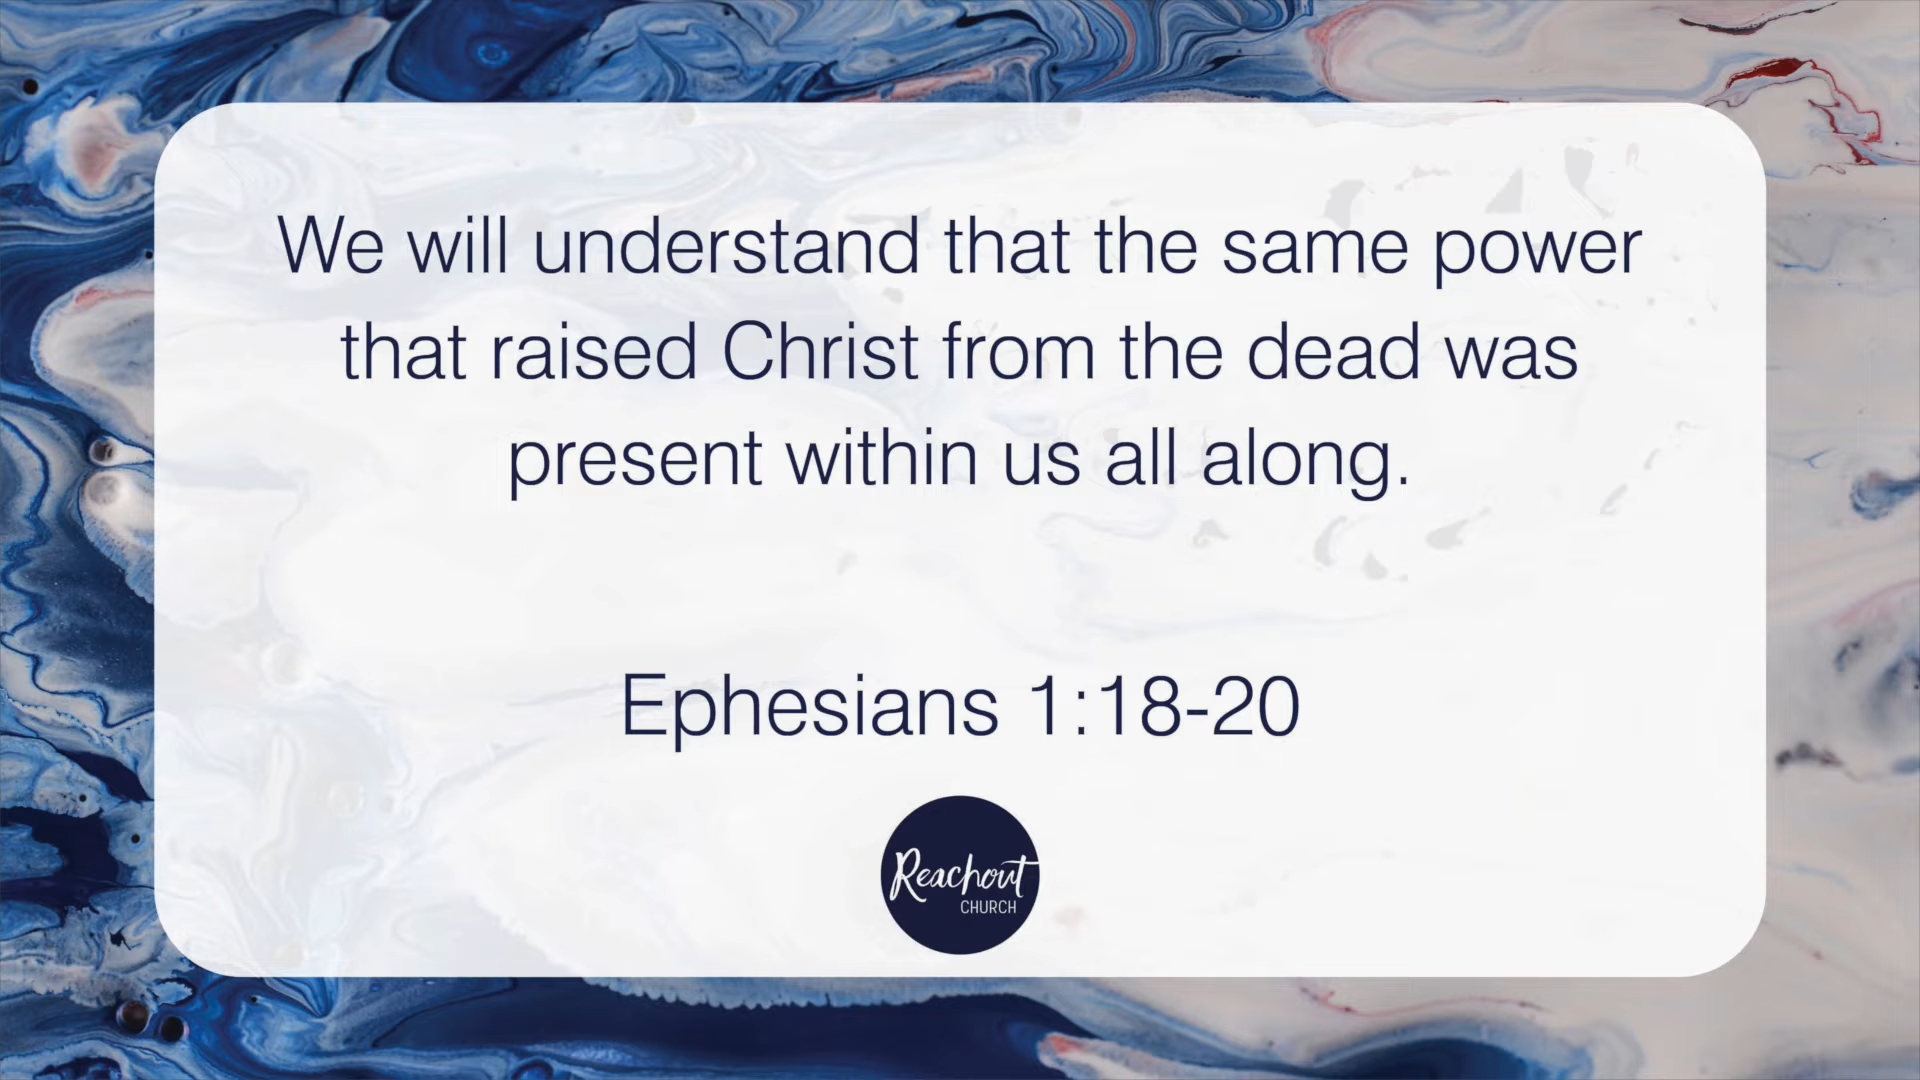 We will understand that the same power
that raised Christ from the dead was
present within us all along.
Ephesians 1:18-20
Reachout
CHURCH